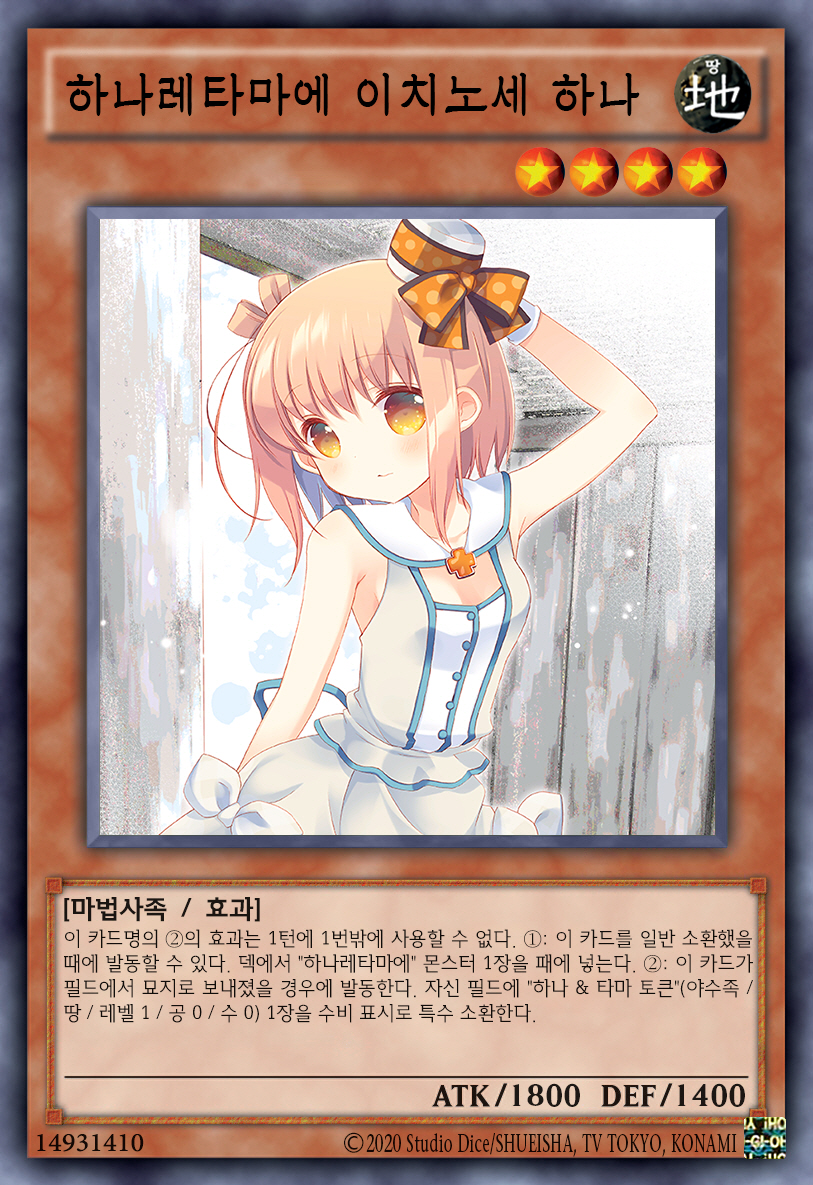 하나레타마에 이치노세 하나
땅
地
[마법사족 / 효과]
이 카드명의 ②의 효과는 1턴에 1번밖에 사용할 수 없다. ①: 이 카드를 일반 소환했을
때에 발동할 수 있다. 덱에서 "하나레타마에" 몬스터 1장을 패에 넣는다. ②: 이 카드가
필드에서 묘지로 보내졌을 경우에 발동한다. 자신 필드에 "하나 & 타마 토큰"(야수족 /
땅 / 레벨 1 / 공 0 / 수 0) 1장을 수비 표시로 특수 소환한다.
ATK/1800 DEF/1400
14931410
©2020 Studio Dice/SHUEISHA, TV TOKYO, KONAMI